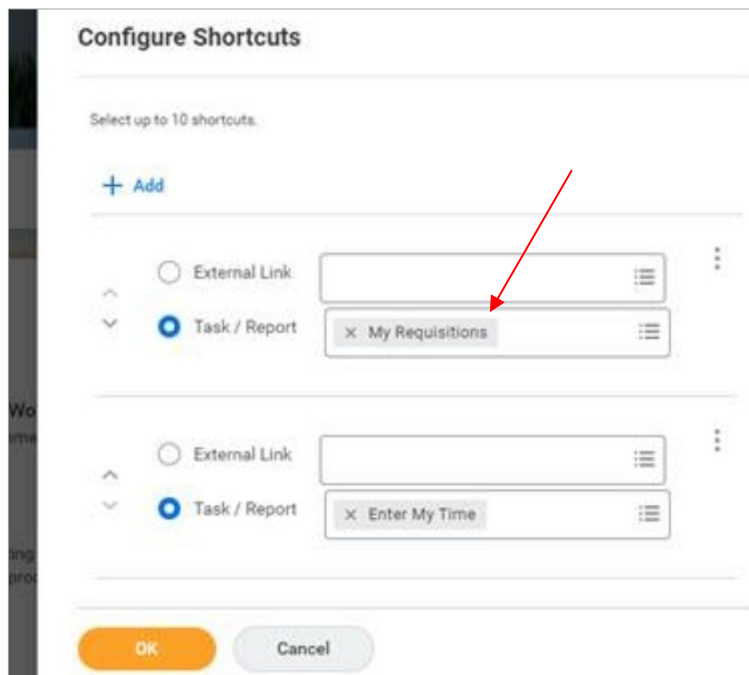 Configure Shortcuts
Select up to 10 shortcuts.
+ Add
External Link
Task / Report
× My Requisitions
External Link
Task / Report
× Enter My Time
OK
Cancel